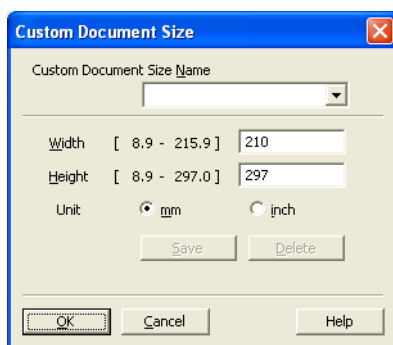 Custom Document Size
Custom Document Size Name
Width [ 8.9 - 215.9 ] 210
Height [ 8.9 - 297.0 ] 297
Unit mm inch
Save Delete
OK Cancel Help